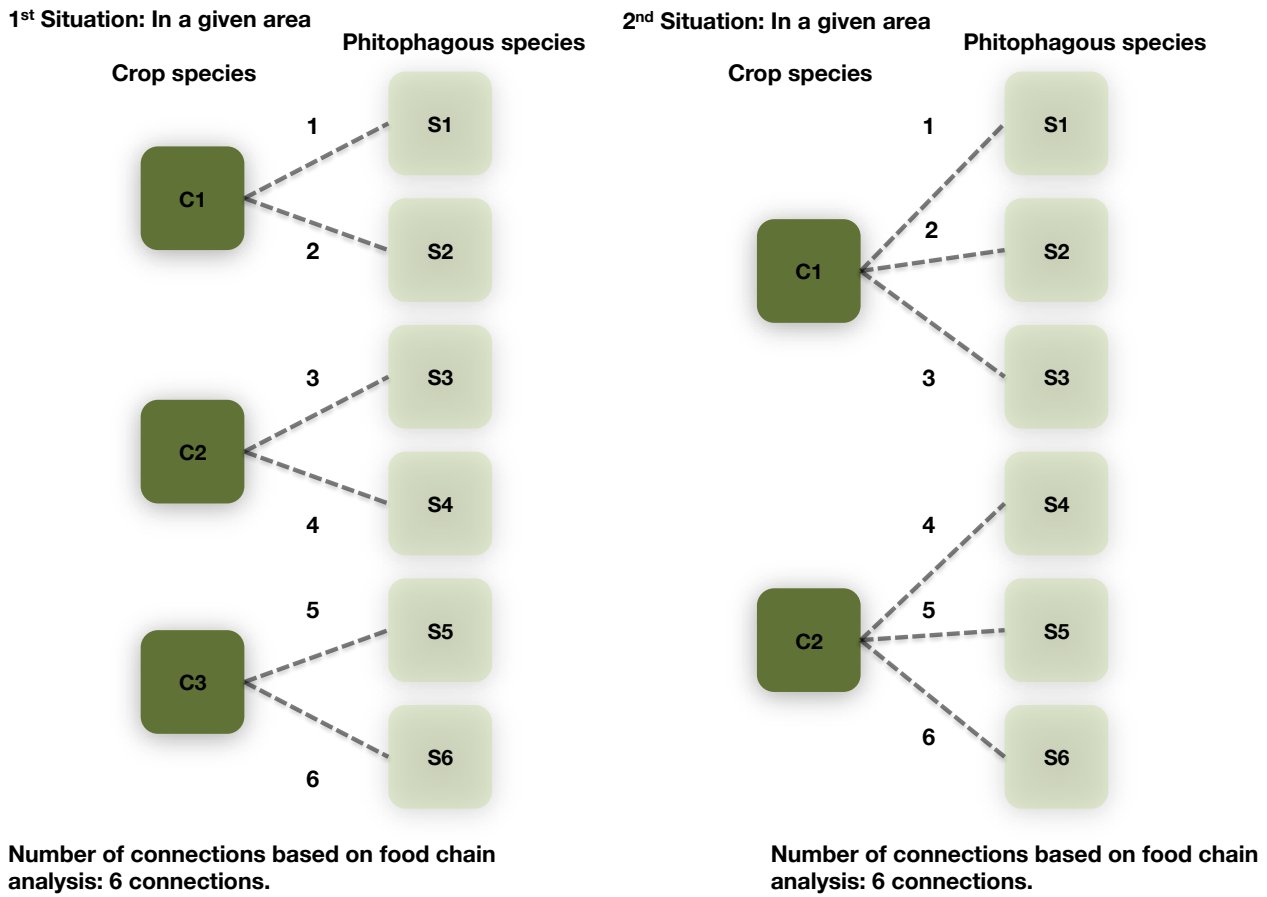 1st Situation: In a given area
Phitophagous species
Crop species
1
S1
C1
2
S2
3
S3
C2
4
S4
5
S5
C3
6
S6
Number of connections based on food chain
analysis: 6 connections.
2nd Situation: In a given area
Phitophagous species
Crop species
1
S1
2
S2
C1
3
S3
4
S4
5
S5
C2
6
S6
Number of connections based on food chain
analysis: 6 connections.